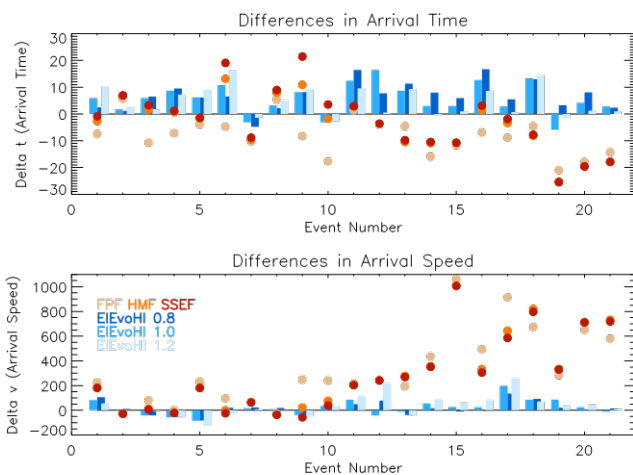 Differences in Arrival Time
Delta t (Arrival Time)
30
20
10
0
-10
-20
-30
0 5 10 15 20
Event Number
Differences in Arrival Speed
Delta v (Arrival Speed)
1000
800
600
400
200
0
-200
FPF HMF SSEF
ElEvoHI 0.8
ElEvoHI 1.0
ElEvoHI 1.2
0 5 10 15 20
Event Number